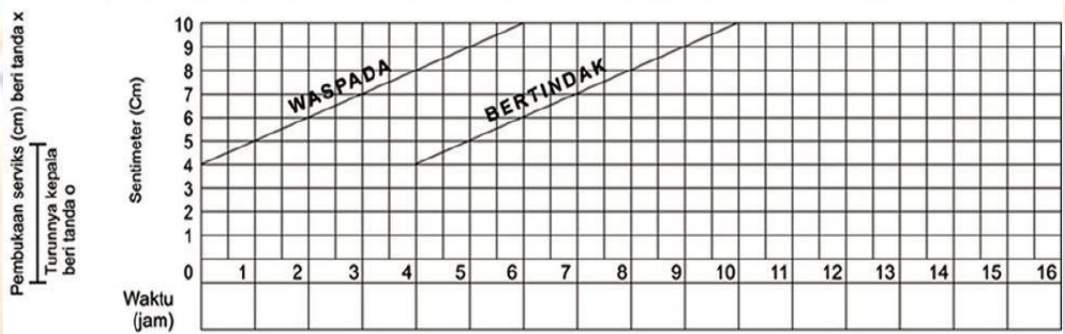 Pembukaan serviks (cm) beri tanda x
Turunnya kepala
beri tanda o
Sentimeter (Cm)
10
9
8
7
6
5
4
3
2
1
0
WASPADA
BERTINDAK
1 2 3 4 5 6 7 8 9 10 11 12 13 14 15 16
Waktu
(jam)